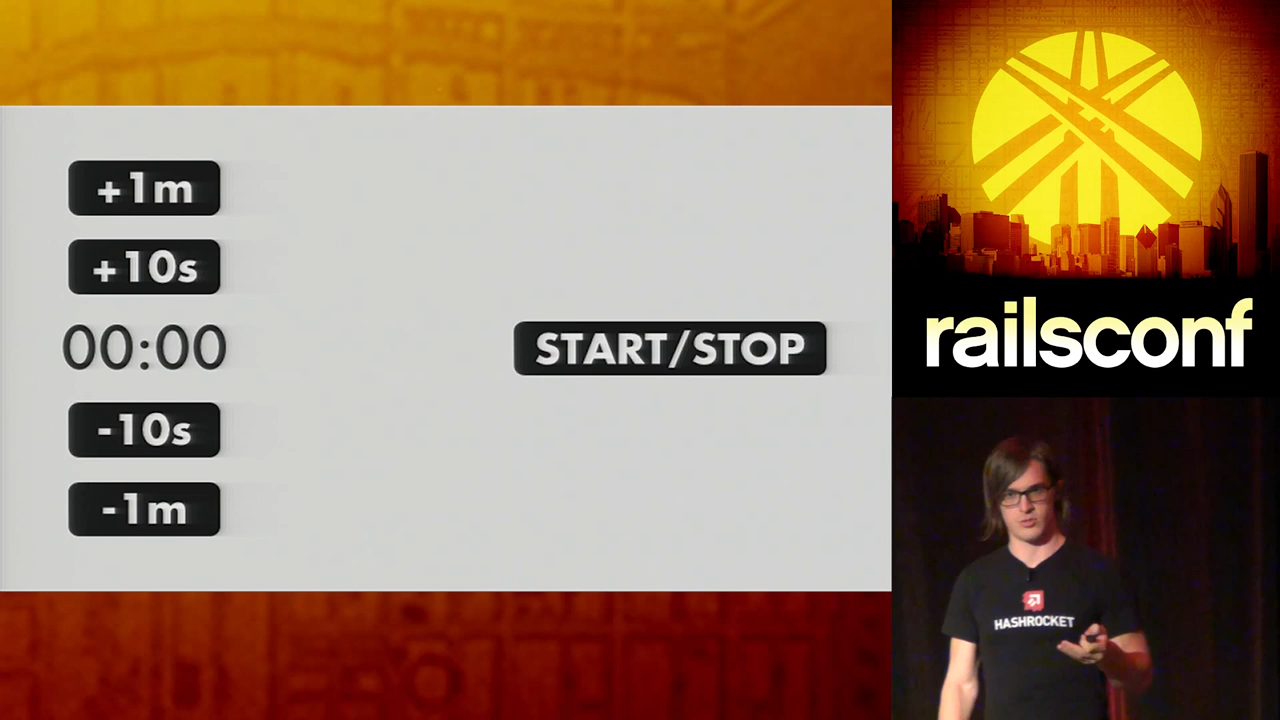 +1m
+10s
00:00
START/STOP
-10s
-1m
railsconf
HASHROCKET